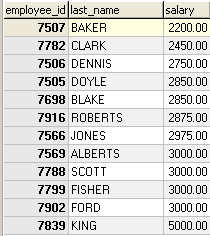 employee_id last_name salary
7507 BAKER 2200.00
7782 CLARK 2450.00
7506 DENNIS 2750.00
7505 DOYLE 2850.00
7698 BLAKE 2850.00
7916 ROBERTS 2875.00
7566 JONES 2975.00
7569 ALBERTS 3000.00
7788 SCOTT 3000.00
7799 FISHER 3000.00
7902 FORD 3000.00
7839 KING 5000.00